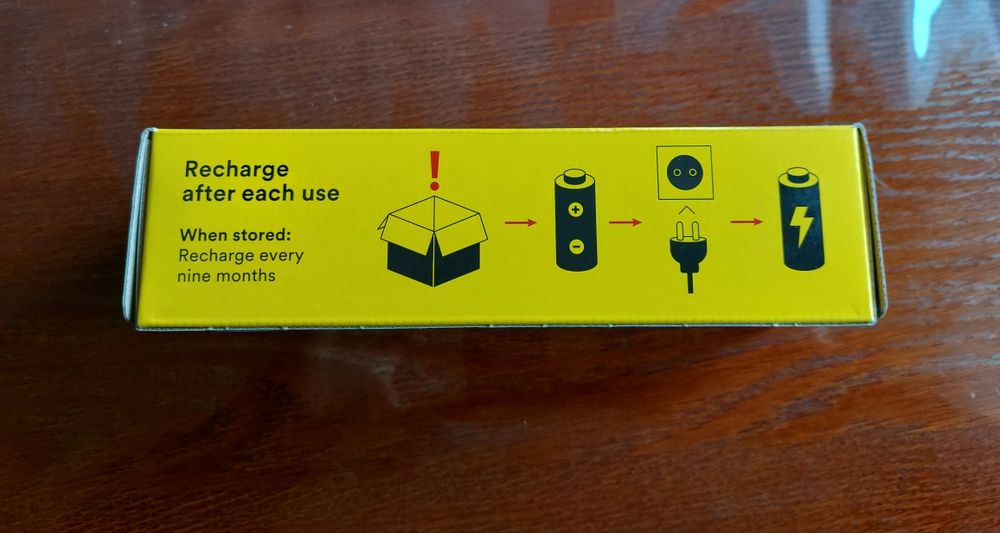 Recharge
after each use
When stored:
Recharge every
nine months